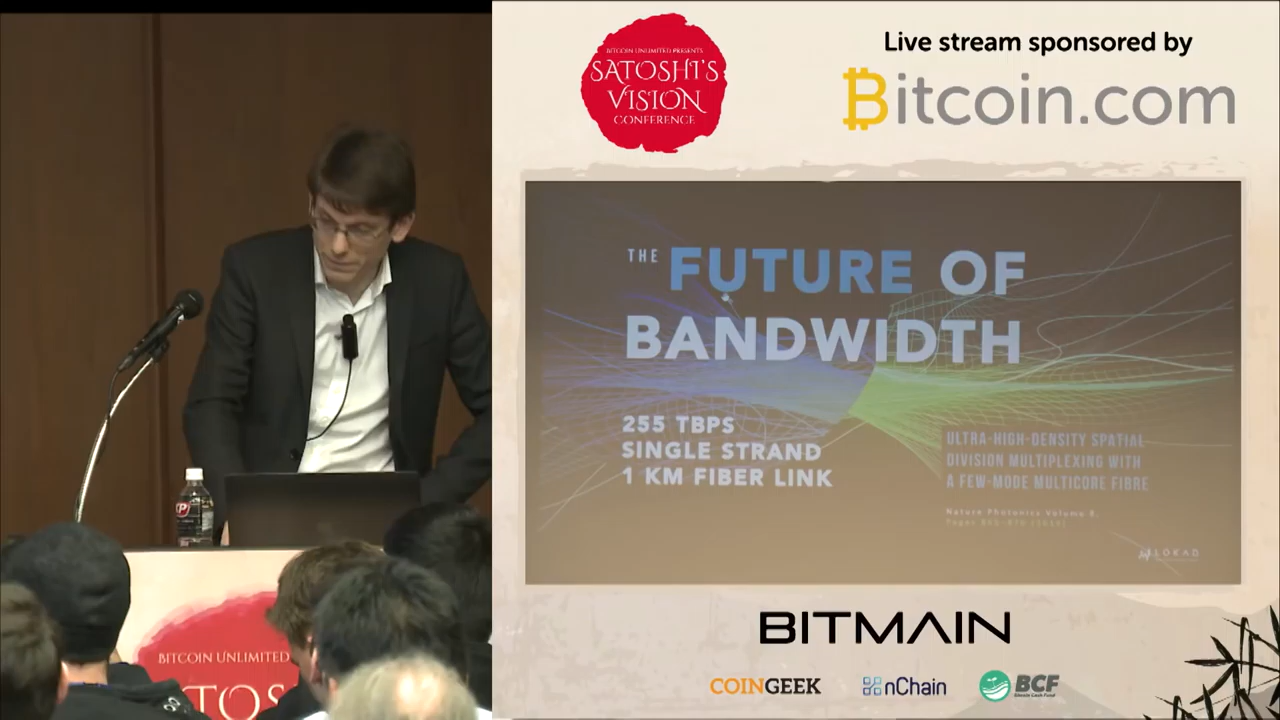 BITCOIN UNLIMITED PRESENTS
SATOSHI'S
VISION
CONFERENCE
Live stream sponsored by
Bitcoin.com
THE FUTURE OF
BANDWIDTH
255 TBPS
SINGLE STRAND
1 KM FIBER LINK
ULTRA-HIGH-DENSITY SPATIAL
DIVISION MULTIPLEXING WITH
A FEW-MODE MULTICORE FIBRE
Nature Photonics Volume 8,
LOKAD
BITMAIN
COINGEEK
nChain
BCF
BITCOIN UNLIMITED
TOS